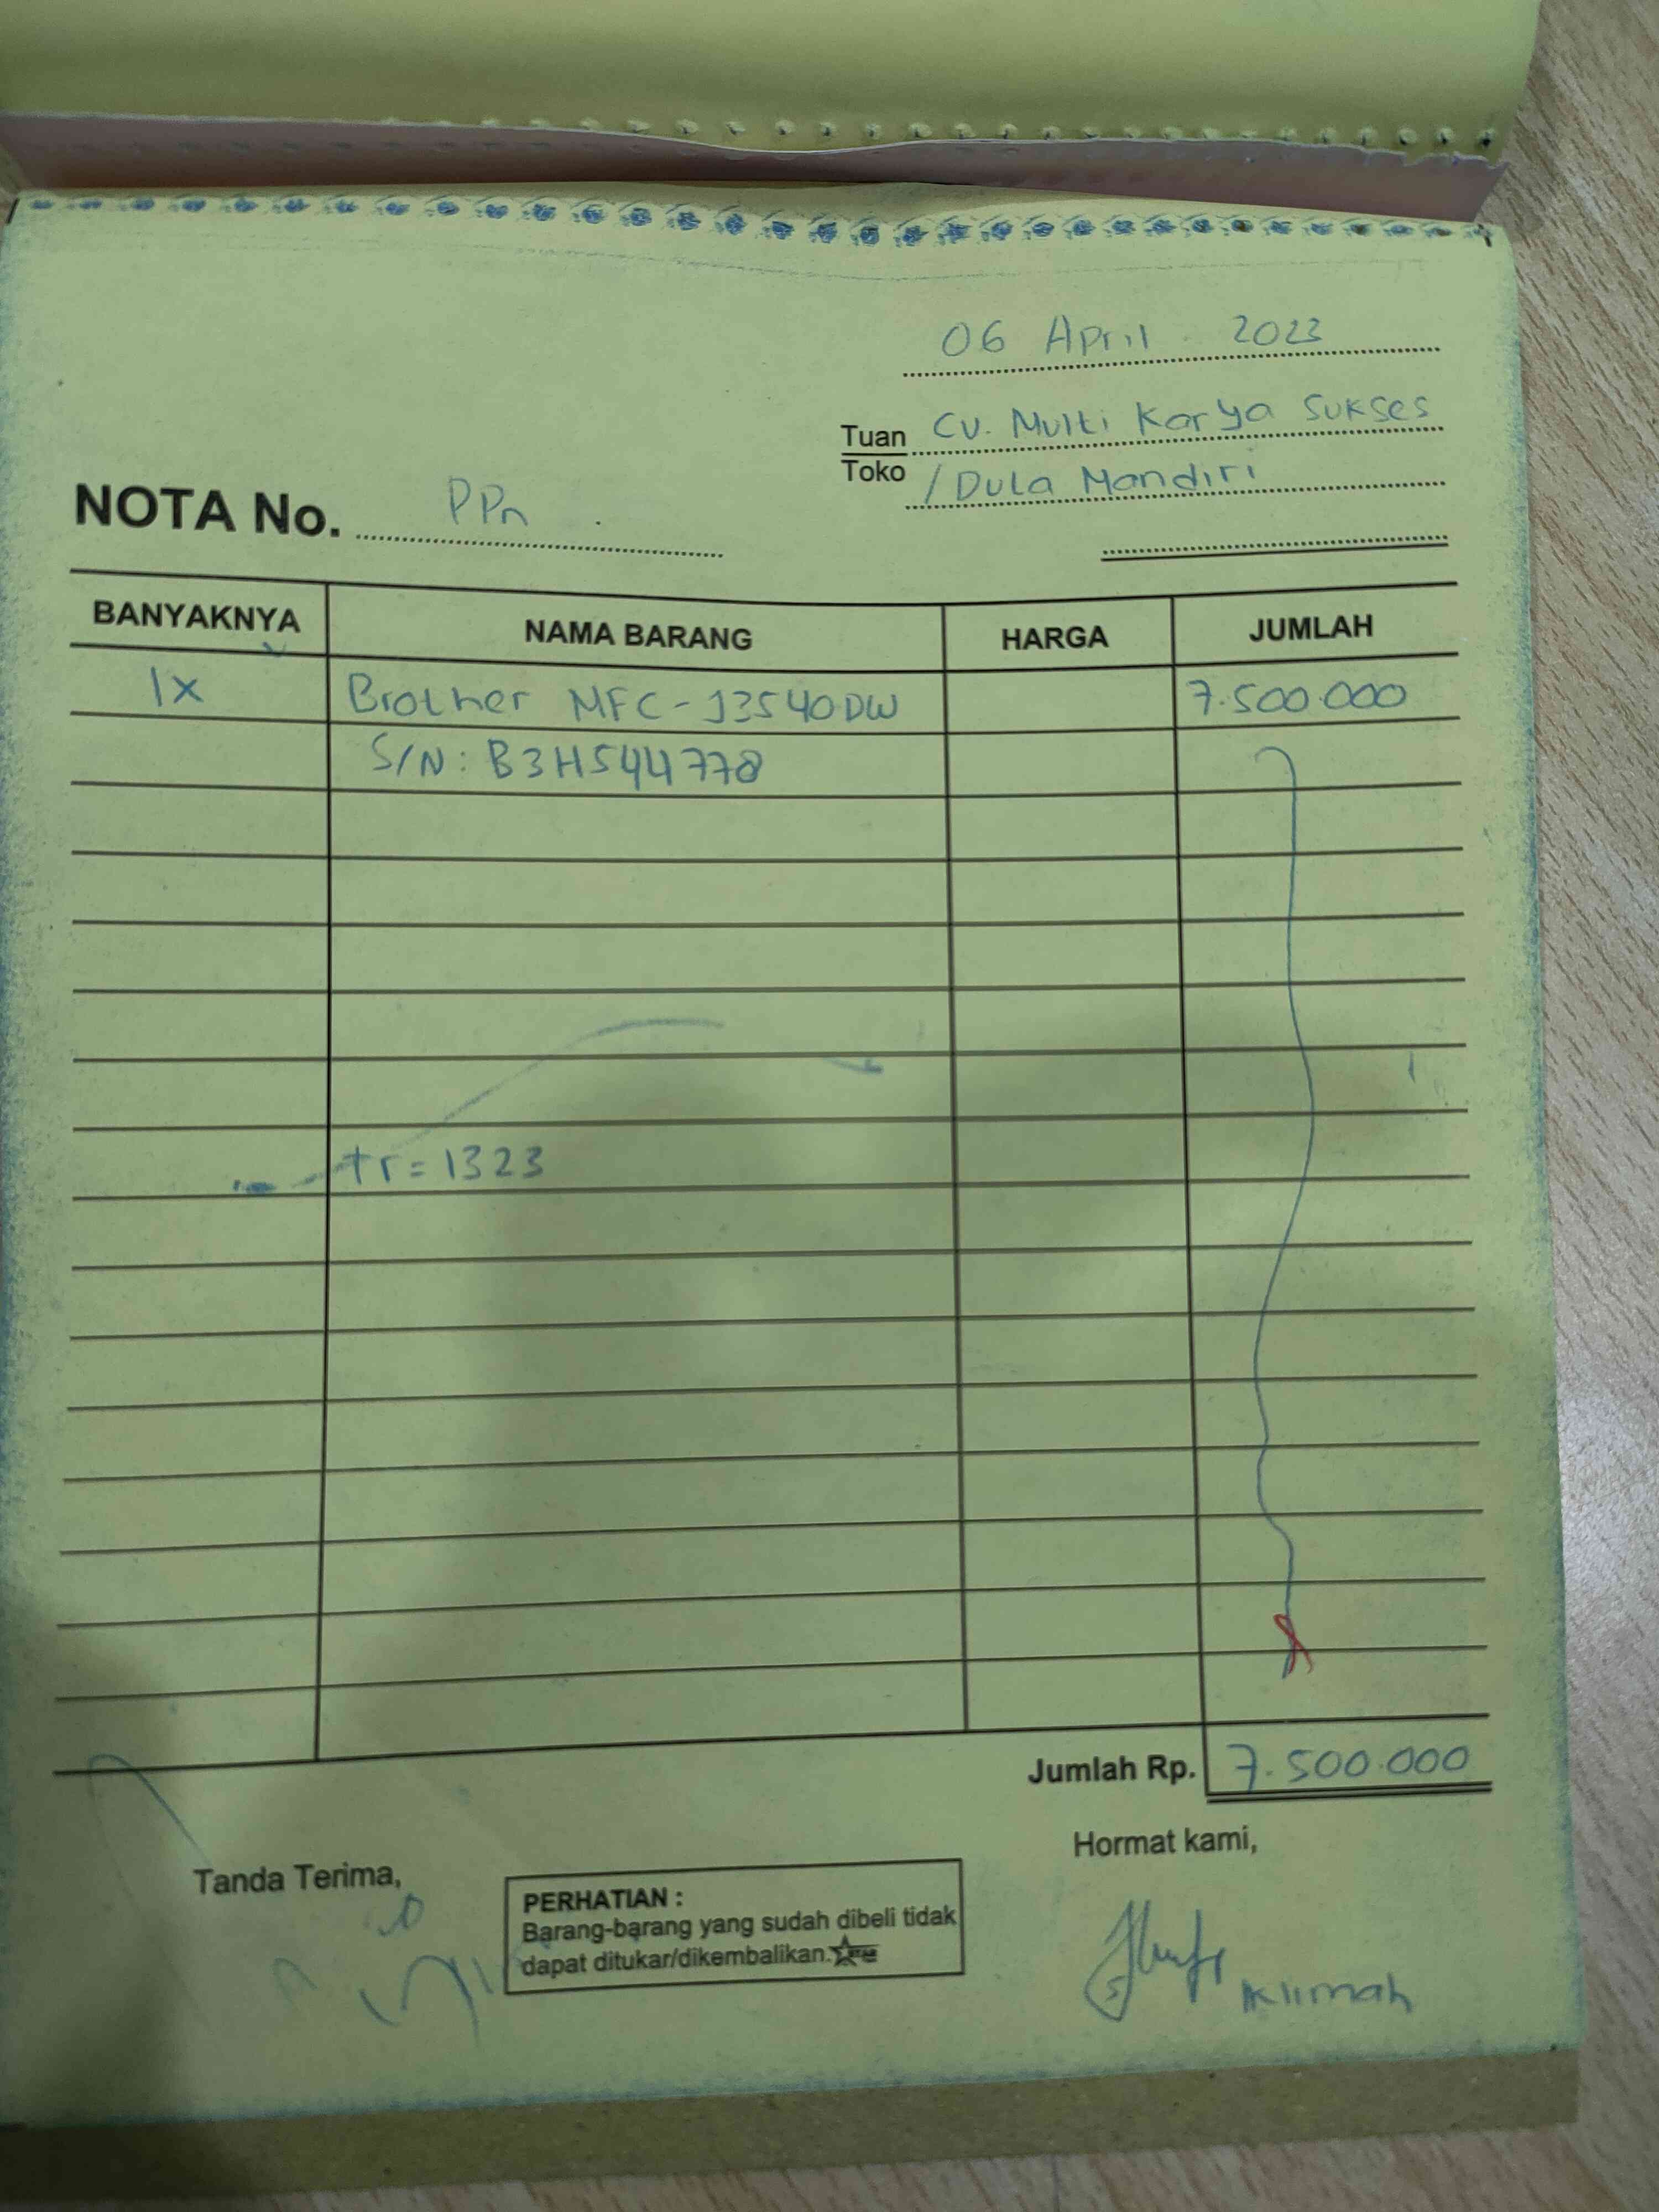 06 April 2023
Tuan CV. Multi Karya Sukses
Toko / Dula Mandiri
NOTA No. PPn
BANYAKNYA NAMA BARANG HARGA JUMLAH
1x Brother MFC-J3540DW 7.500.000
S/N: B3H544778
tr = 1323
Jumlah Rp. 7.500.000
Tanda Terima,
Hormat kami,
PERHATIAN :
Barang-barang yang sudah dibeli tidak
dapat ditukar/dikembalikan.
Klimah